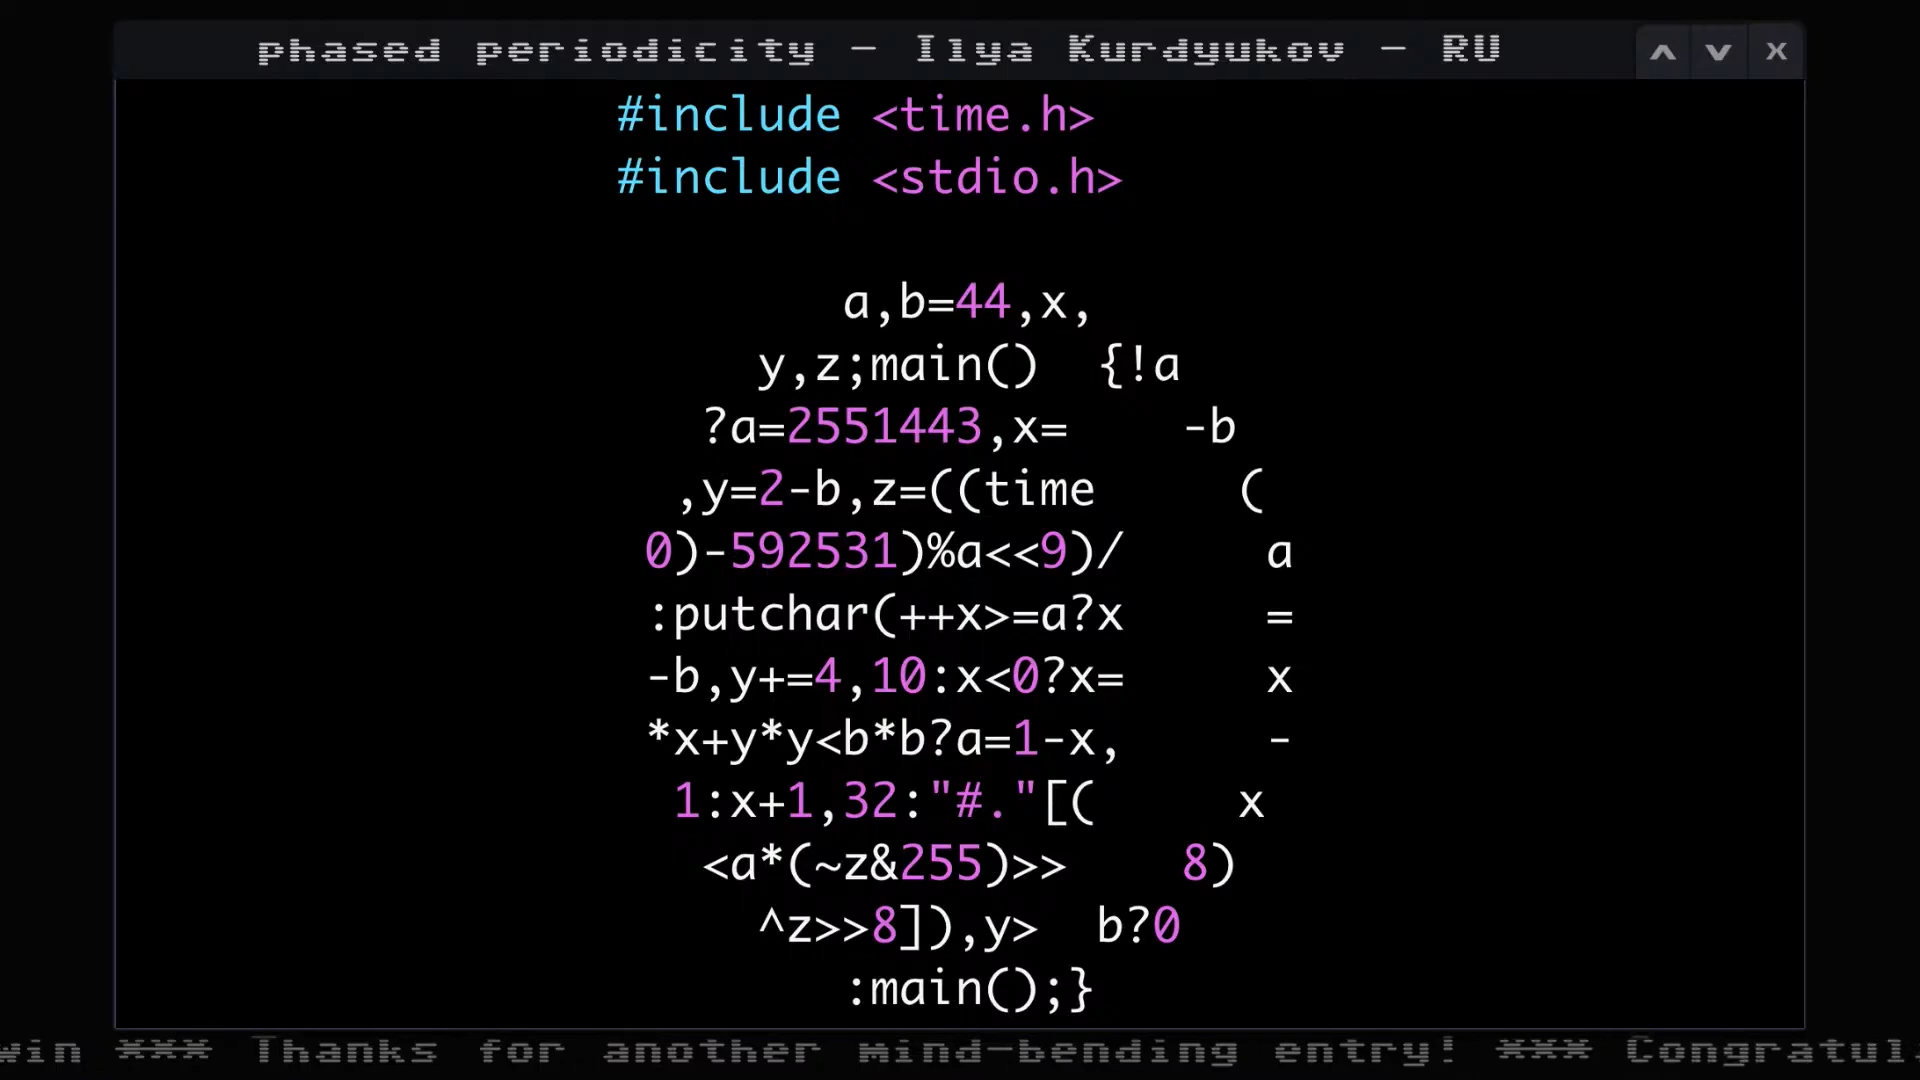 phased periodicity – Ilya Kurdyukov – RU
#include <time.h>
#include <stdio.h>
a,b=44,x,
y,z;main()  {!a
?a=2551443,x=    -b
,y=2-b,z=((time     (
0)-592531)%a<<9)/     a
:putchar(++x>=a?x     =
-b,y+=4,10:x<0?x=     x
*x+y*y<b*b?a=1-x,     -
1:x+1,32:"#."[(     x
<a*(~z&255)>>    8)
^z>>8]),y>  b?0
:main();}
win *** Thanks for another mind-bending entry! *** Congratul